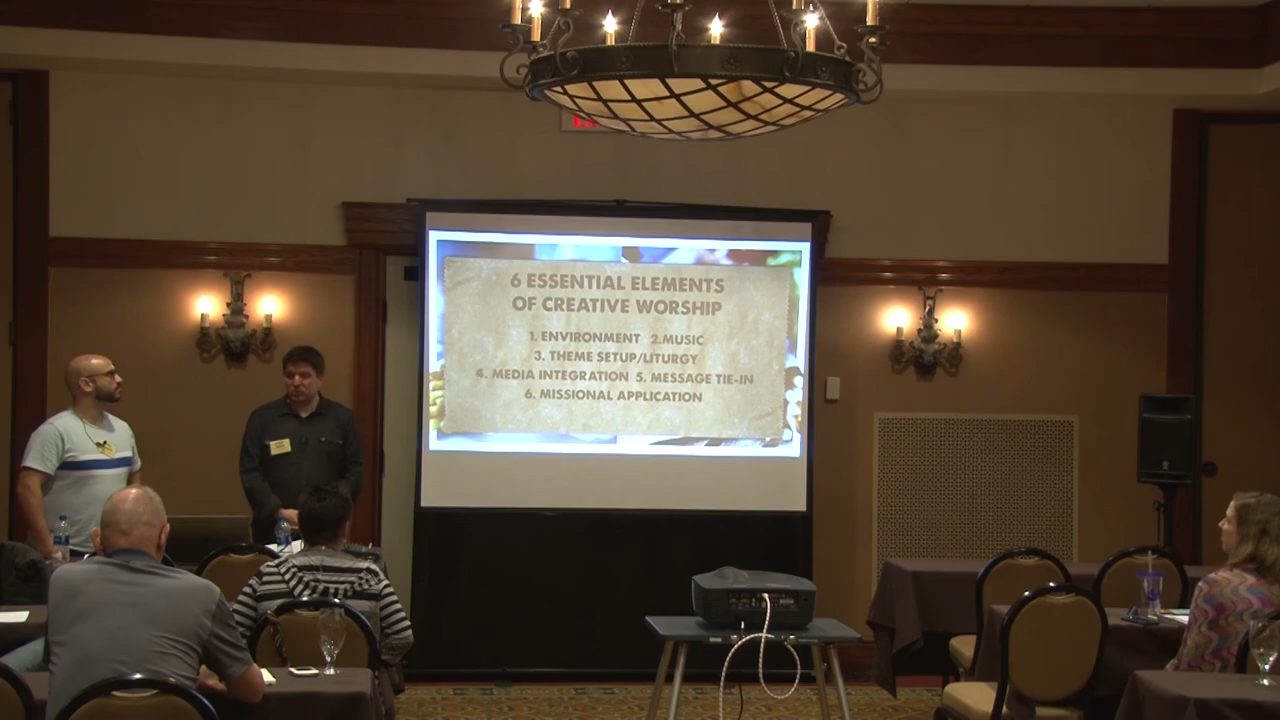 6 ESSENTIAL ELEMENTS
OF CREATIVE WORSHIP
1. ENVIRONMENT 2.MUSIC
3. THEME SETUP/LITURGY
4. MEDIA INTEGRATION 5. MESSAGE TIE-IN
6. MISSIONAL APPLICATION